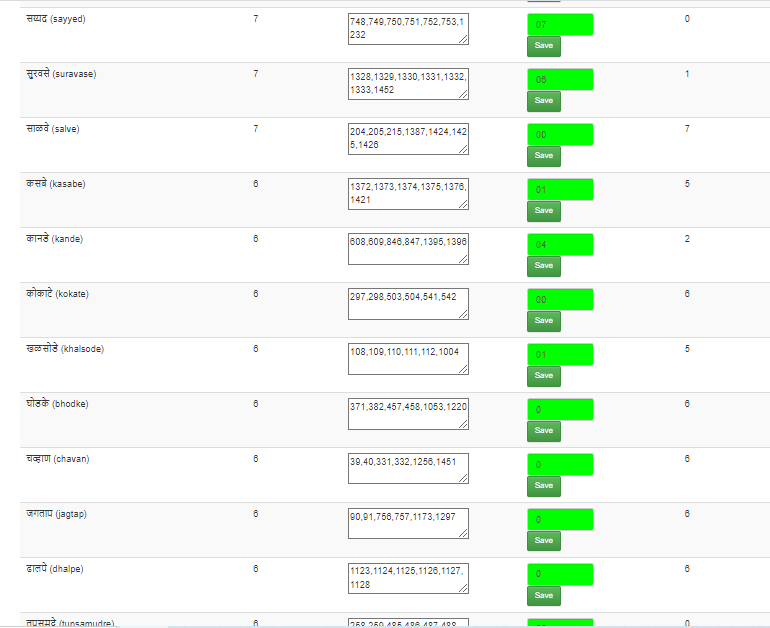 सय्यद (sayyed) 7 748,749,750,751,752,753,1 07 0
232
Save
सुरवसे (suravase) 7 1328,1329,1330,1331,1332, 06 1
1333,1452
Save
साळवे (salve) 7 204,205,215,1387,1424,142 00 7
5,1426
Save
कसबे (kasabe) 6 1372,1373,1374,1375,1376, 01 5
1421
Save
कानडे (kande) 6 608,609,846,847,1395,1396 04 2
Save
कोकाटे (kokate) 6 297,298,503,504,541,542 00 6
Save
खळसोडे (khalsode) 6 108,109,110,111,112,1004 01 5
Save
घोडके (bhodke) 6 371,382,457,458,1053,1220 0 6
Save
चव्हाण (chavan) 6 39,40,331,332,1256,1451 0 6
Save
जगताप (jagtap) 6 90,91,756,757,1173,1297 0 6
Save
ढालपे (dhalpe) 6 1123,1124,1125,1126,1127, 0 6
1128
Save
(tupsamudre) 6 258,259,485,486,487,488 0